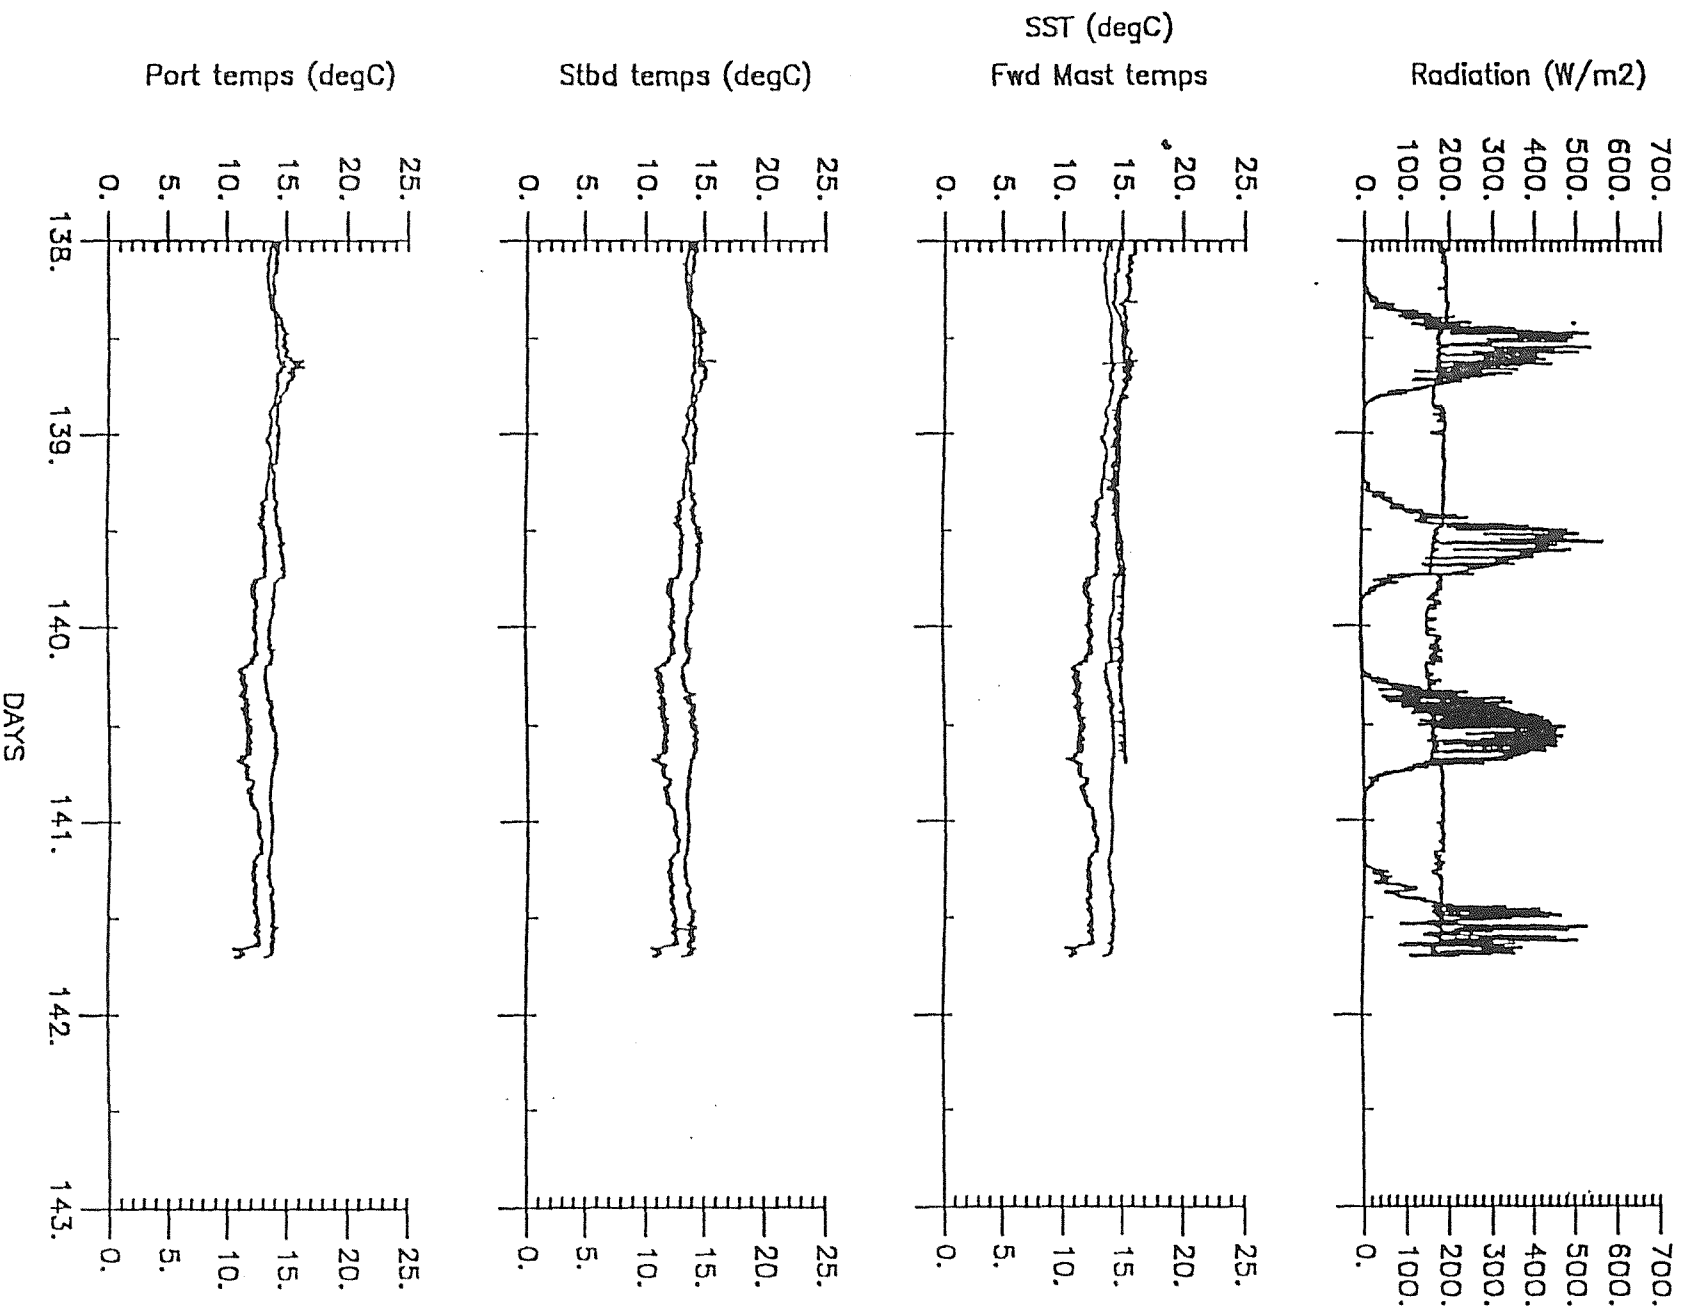 SST (degC)
Port temps (degC)
Stbd temps (degC)
Fwd Mast temps
Radiation (W/m2)
0. 5. 10. 15. 20. 25.
0. 5. 10. 15. 20. 25.
0. 5. 10. 15. 20. 25.
0. 100. 200. 300. 400. 500. 600. 700.
138.
139.
140.
141.
142.
143.
DAYS
0. 5. 10. 15. 20. 25.
0. 5. 10. 15. 20. 25.
0. 5. 10. 15. 20. 25.
0. 100. 200. 300. 400. 500. 600. 700.